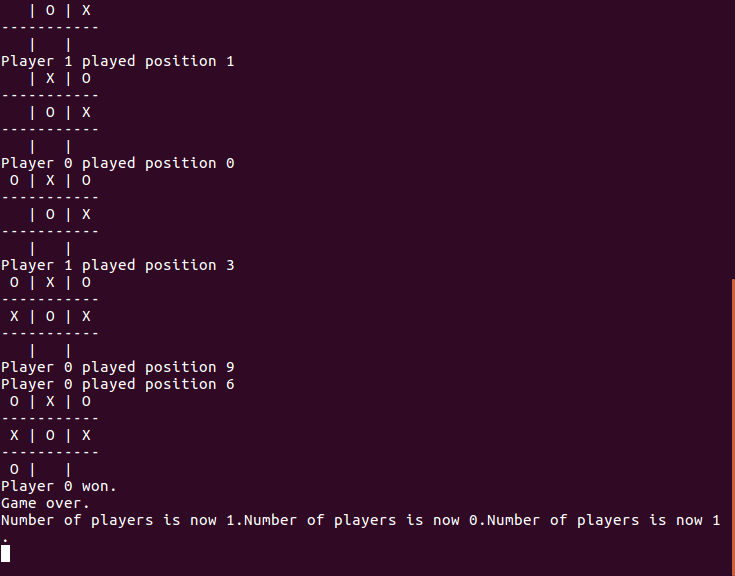 | O | X
-----------
   |   |
Player 1 played position 1
   | X | O
-----------
   | O | X
-----------
   |   |
Player 0 played position 0
 O | X | O
-----------
   | O | X
-----------
   |   |
Player 1 played position 3
 O | X | O
-----------
 X | O | X
-----------
   |   |
Player 0 played position 9
Player 0 played position 6
 O | X | O
-----------
 X | O | X
-----------
 O |   |
Player 0 won.
Game over.
Number of players is now 1.Number of players is now 0.Number of players is now 1
.